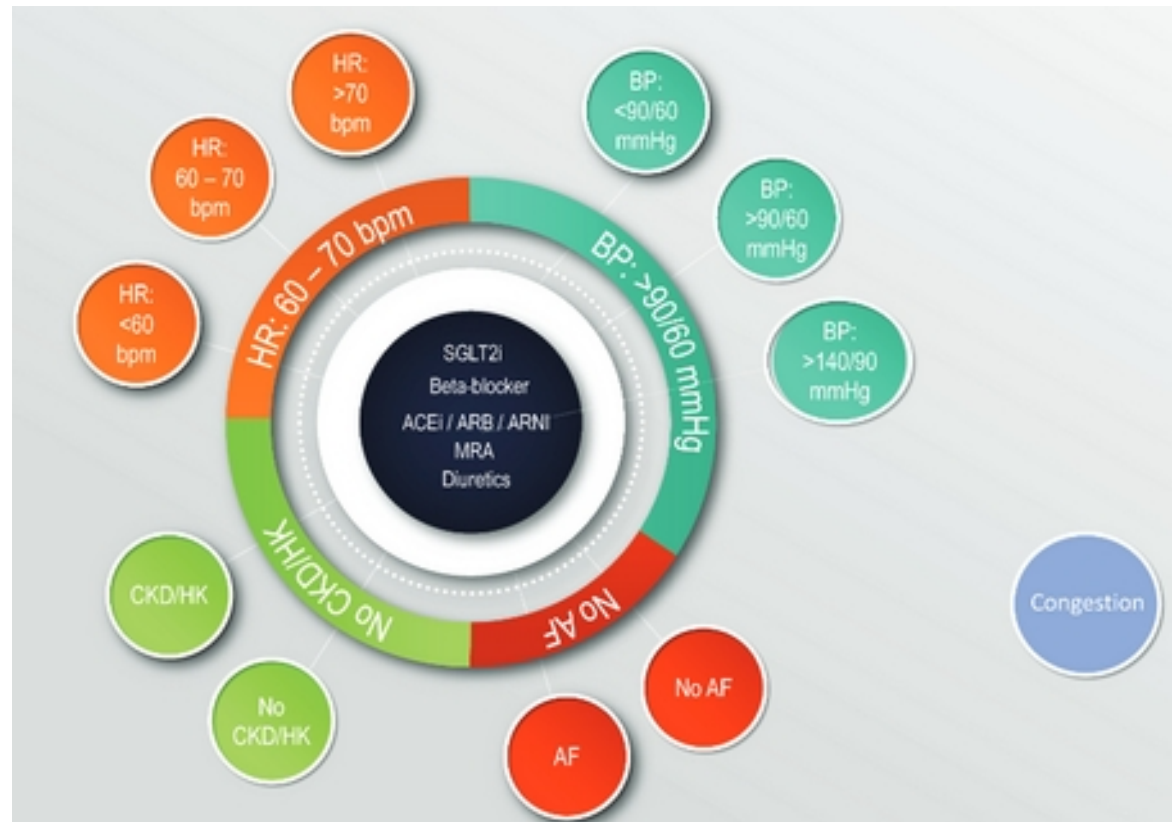 HR:
>70
bpm
BP:
<90/60
mmHg
HR:
60 – 70
bpm
BP:
>90/60
mmHg
HR:
<60
bpm
BP:
>140/90
mmHg
HR: 60 – 70 bpm
BP: >90/60 mmHg
SGLT2i
Beta-blocker
ACEi / ARB / ARNI
MRA
Diuretics
No CKD/HK
No AF
CKD/HK
No
CKD/HK
AF
No AF
Congestion